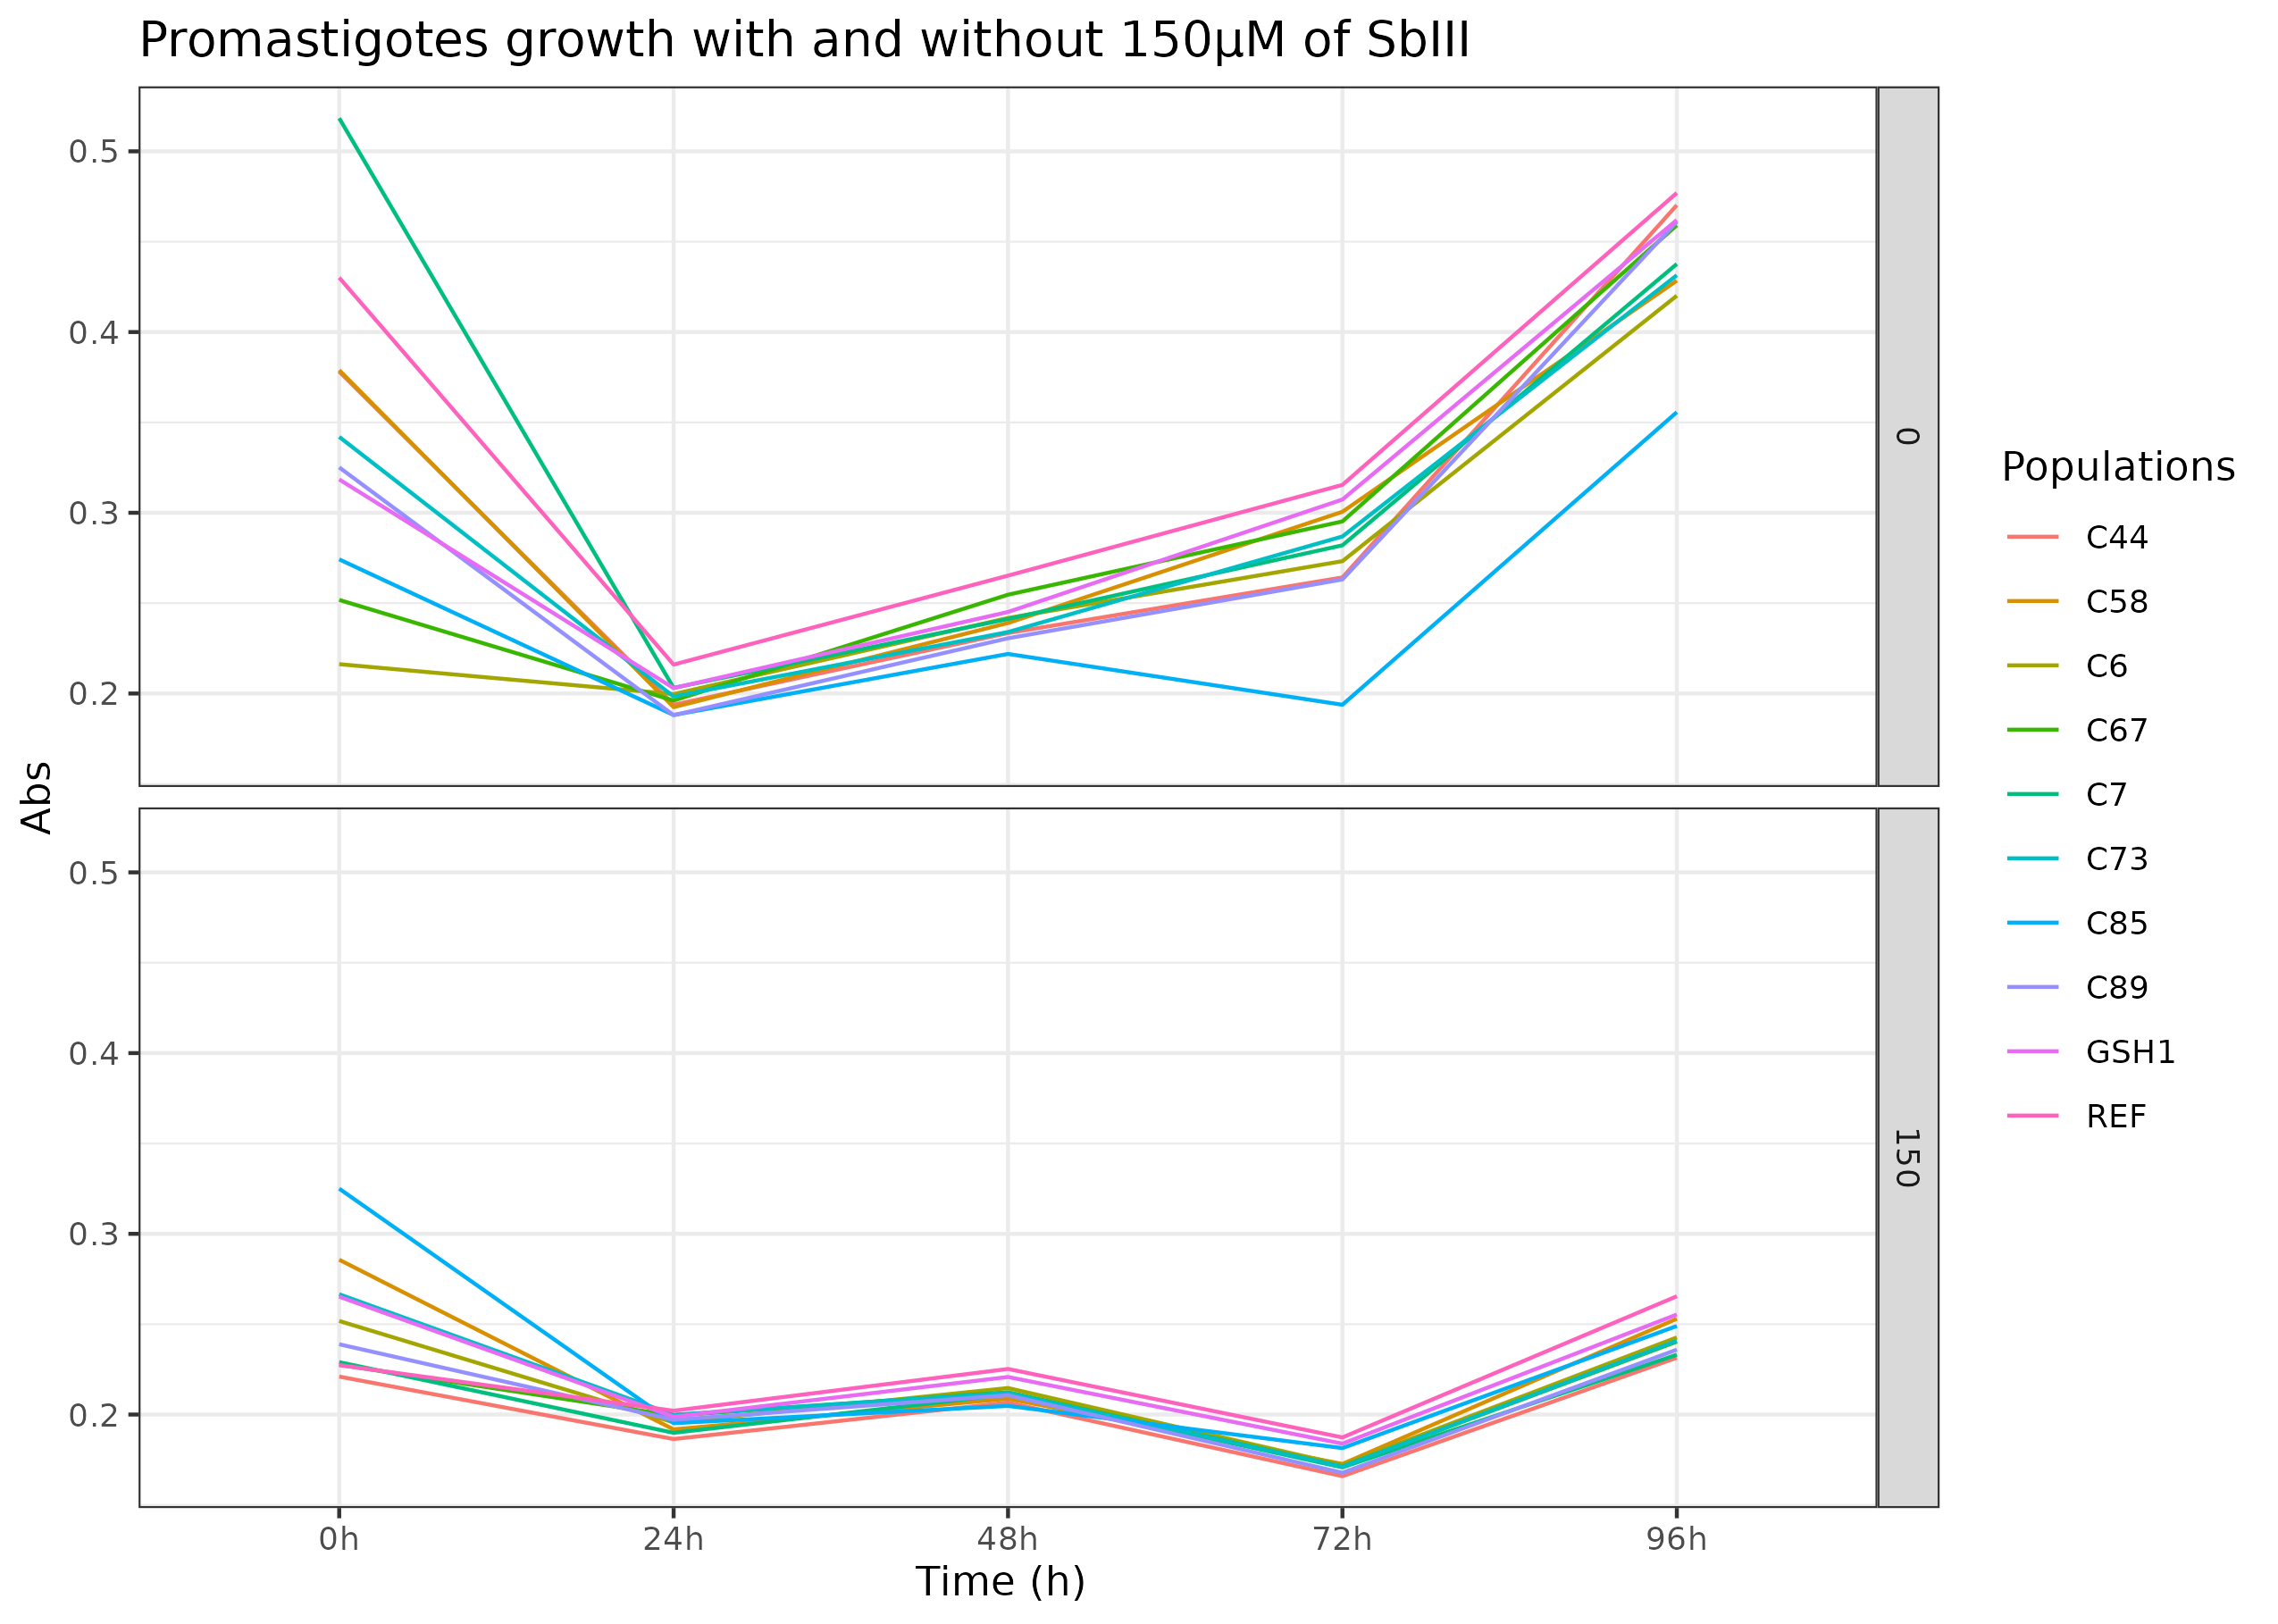 Promastigotes growth with and without 150µM of SbIII
0.5
0.4
0.3
0.2
0
Abs
0.5
0.4
0.3
0.2
150
0h 24h 48h 72h 96h
Time (h)
Populations
C44
C58
C6
C67
C7
C73
C85
C89
GSH1
REF